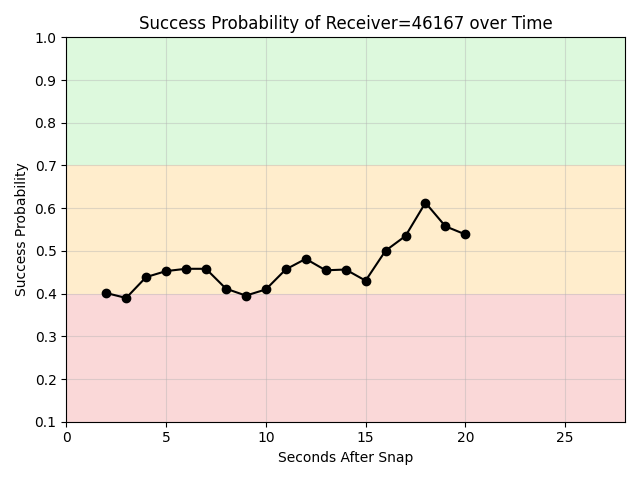 Success Probability of Receiver=46167 over Time
1.0
0.9
0.8
0.7
0.6
0.5
0.4
0.3
0.2
0.1
Success Probability
0 5 10 15 20 25
Seconds After Snap